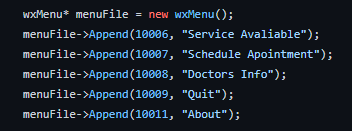 wxMenu* menuFile = new wxMenu();
menuFile->Append(10006, "Service Avaliable");
menuFile->Append(10007, "Schedule Apointment");
menuFile->Append(10008, "Doctors Info");
menuFile->Append(10009, "Quit");
menuFile->Append(10011, "About");